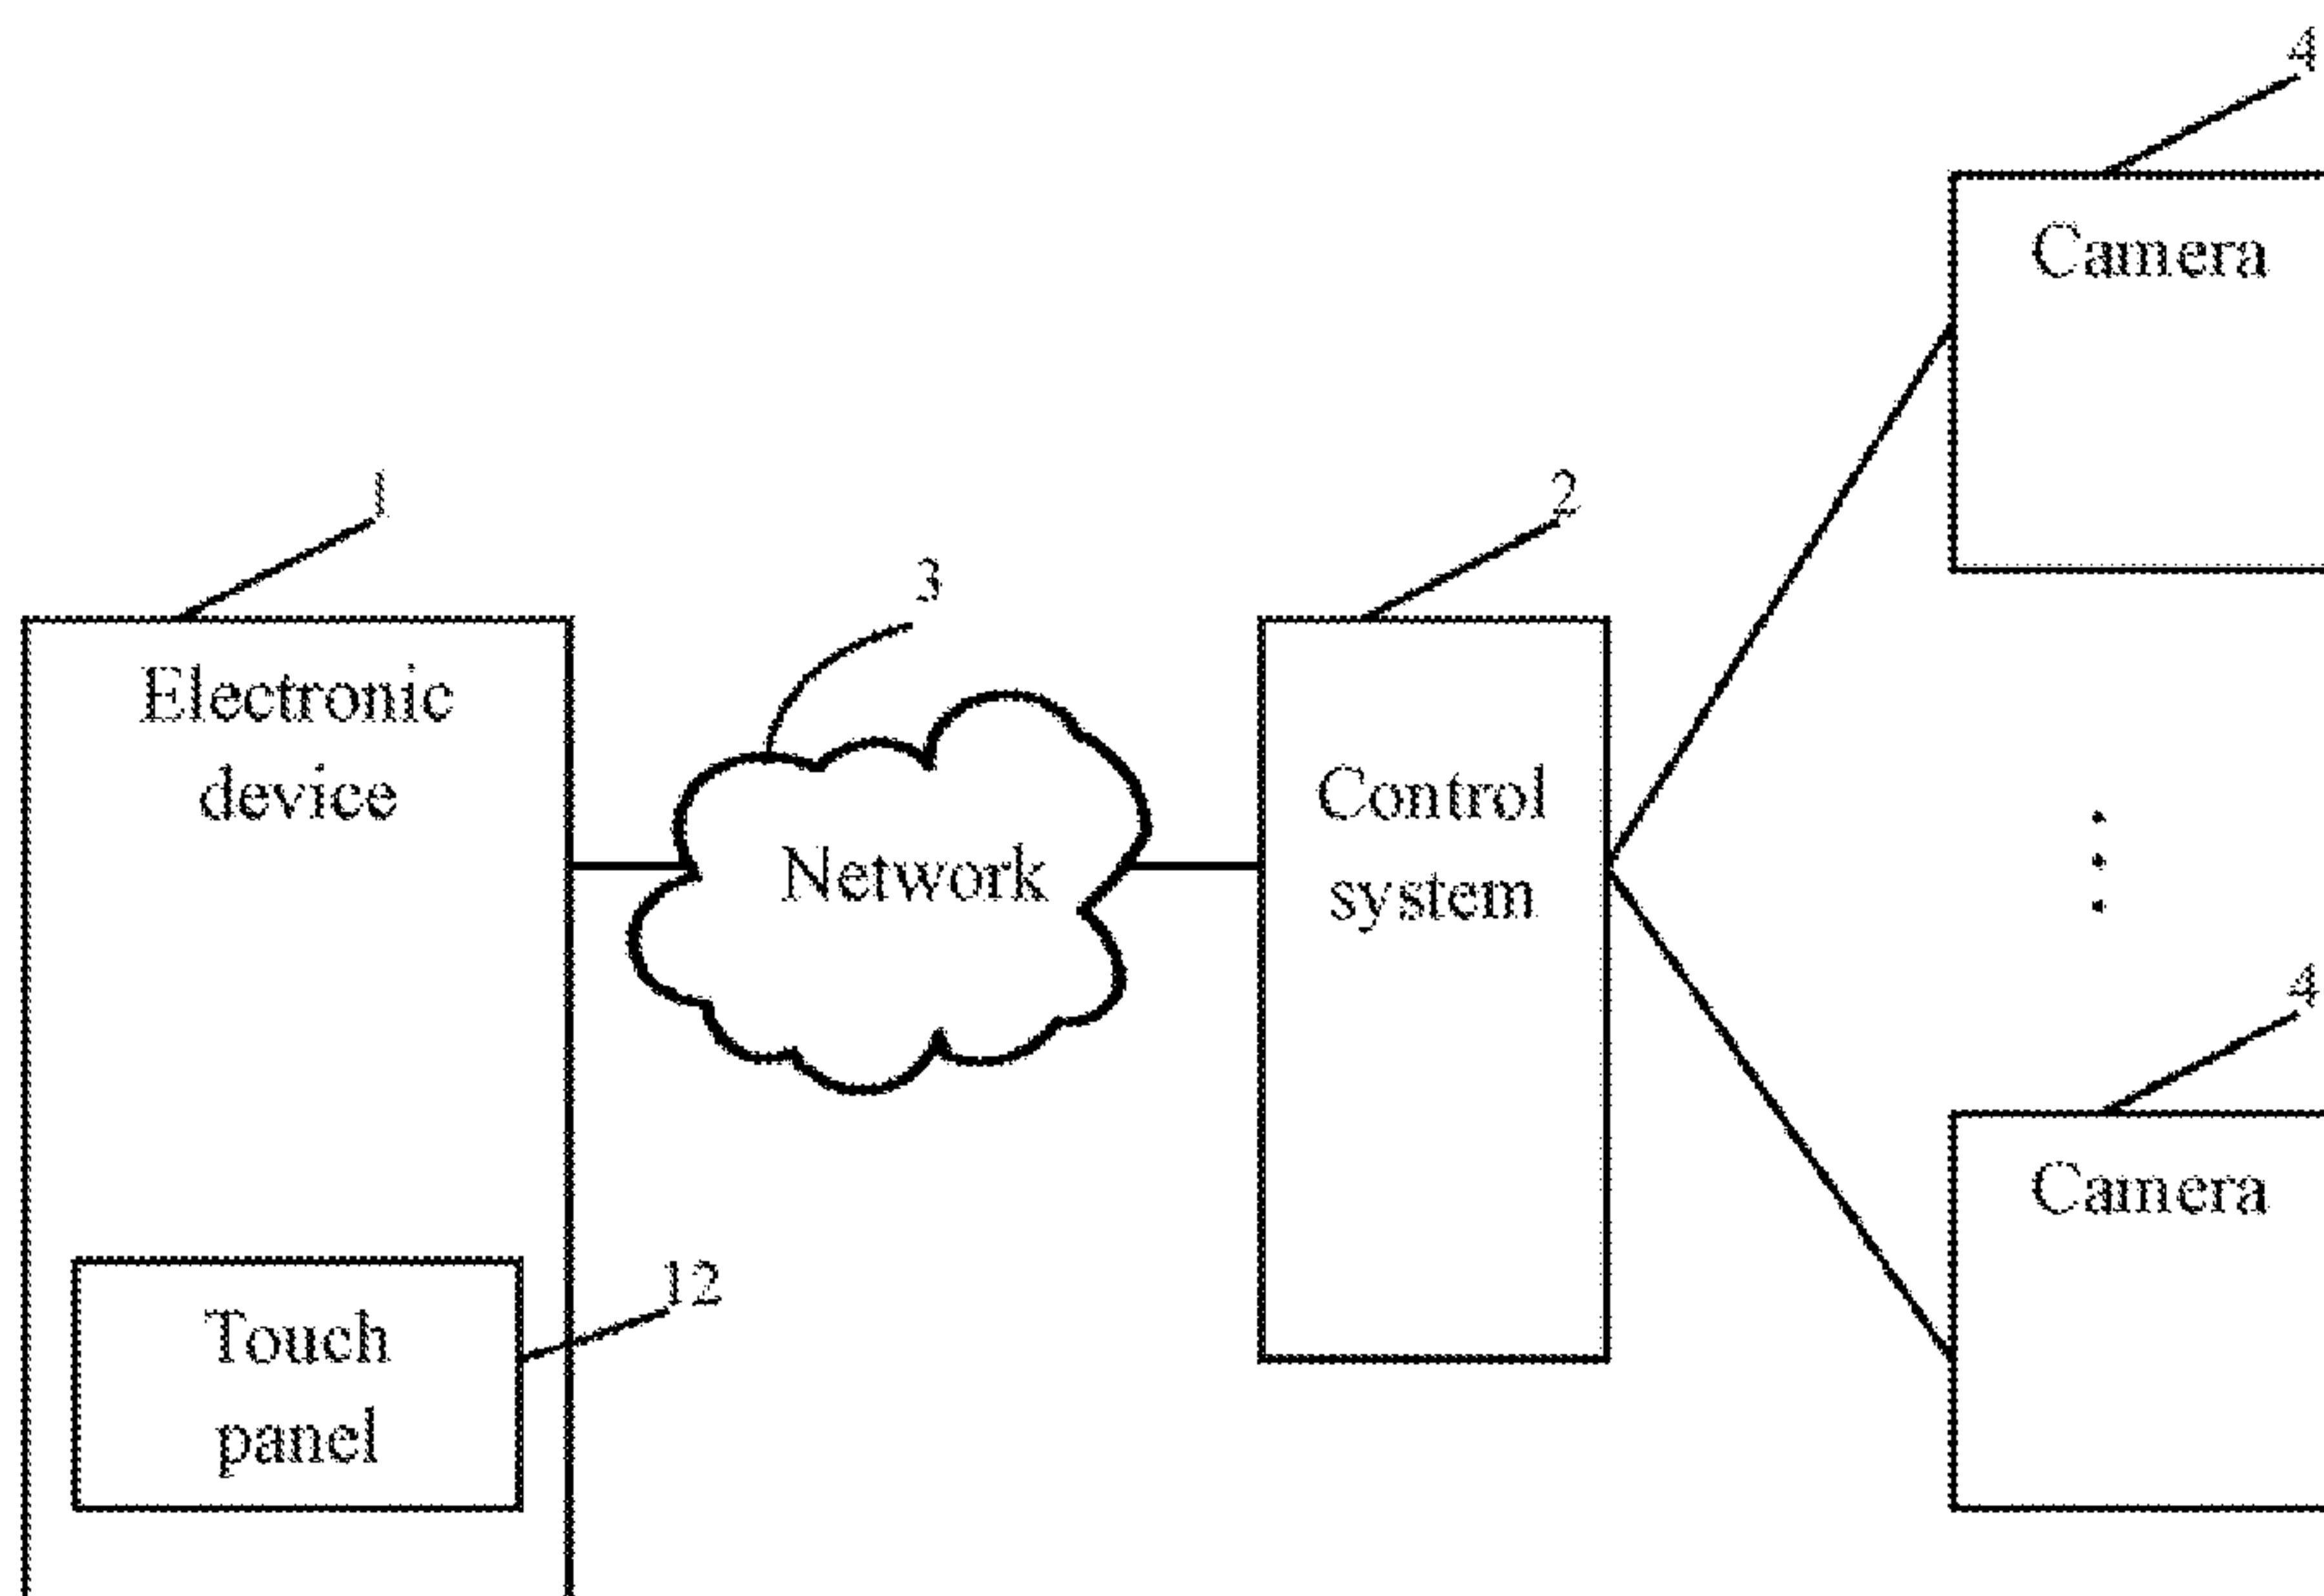 4
Camera
1
2
3
Electronic
device
Control
system
Network
4
Camera
12
Touch
panel